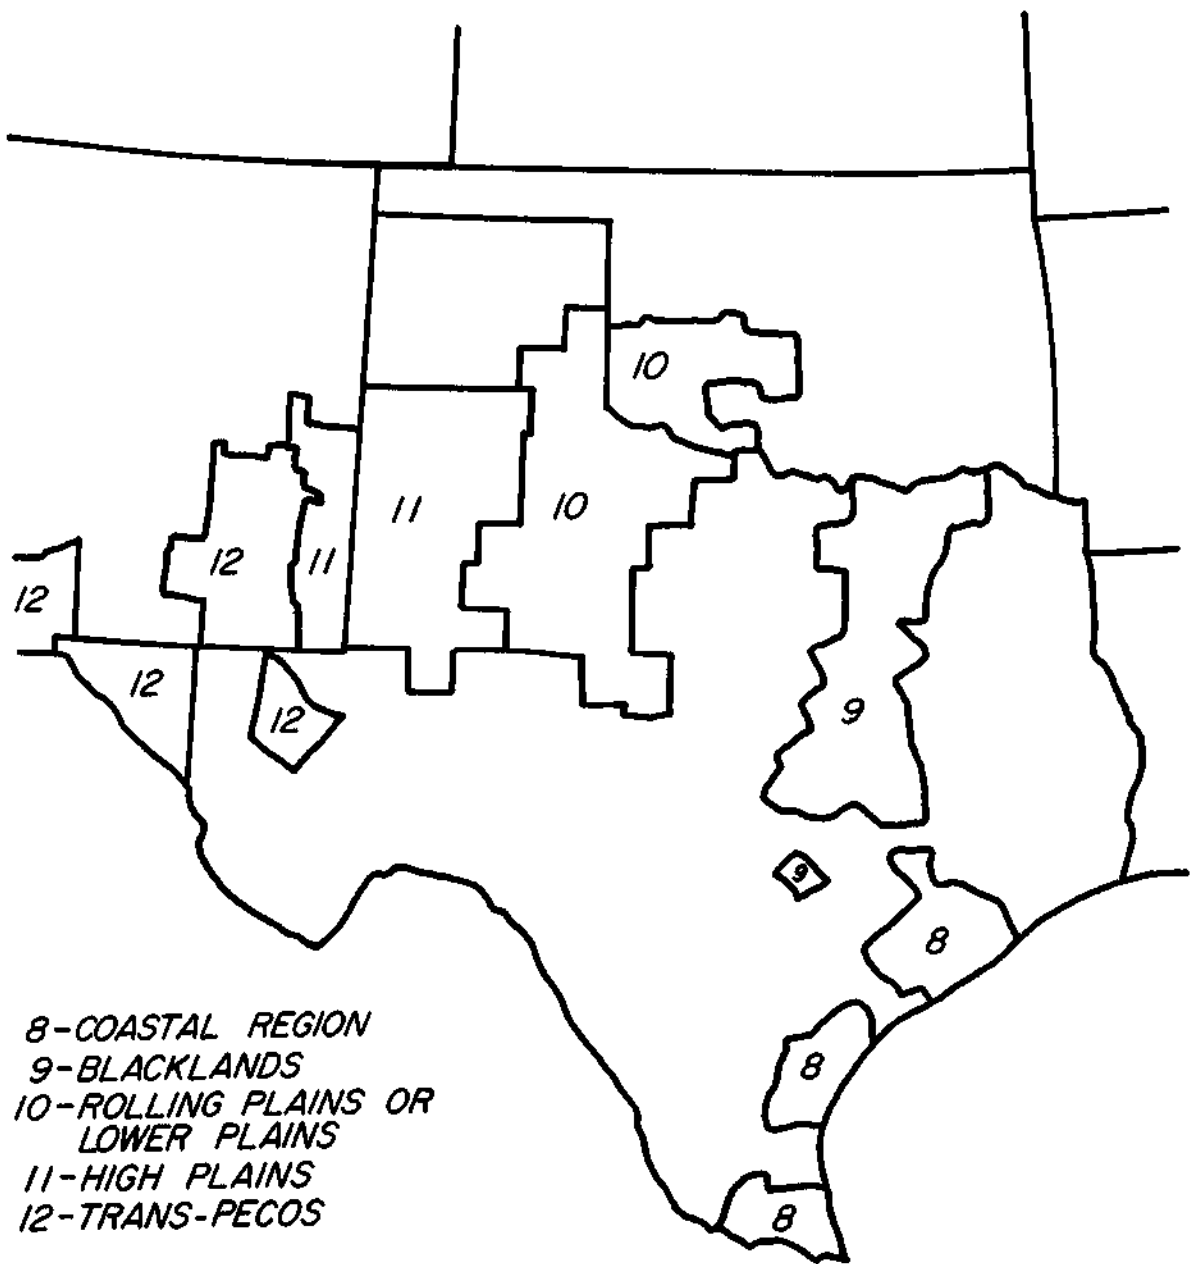 10
11
10
12
11
12
12
12
9
9
8
8
8
8-COASTAL REGION
9-BLACKLANDS
10-ROLLING PLAINS OR
LOWER PLAINS
11-HIGH PLAINS
12-TRANS-PECOS